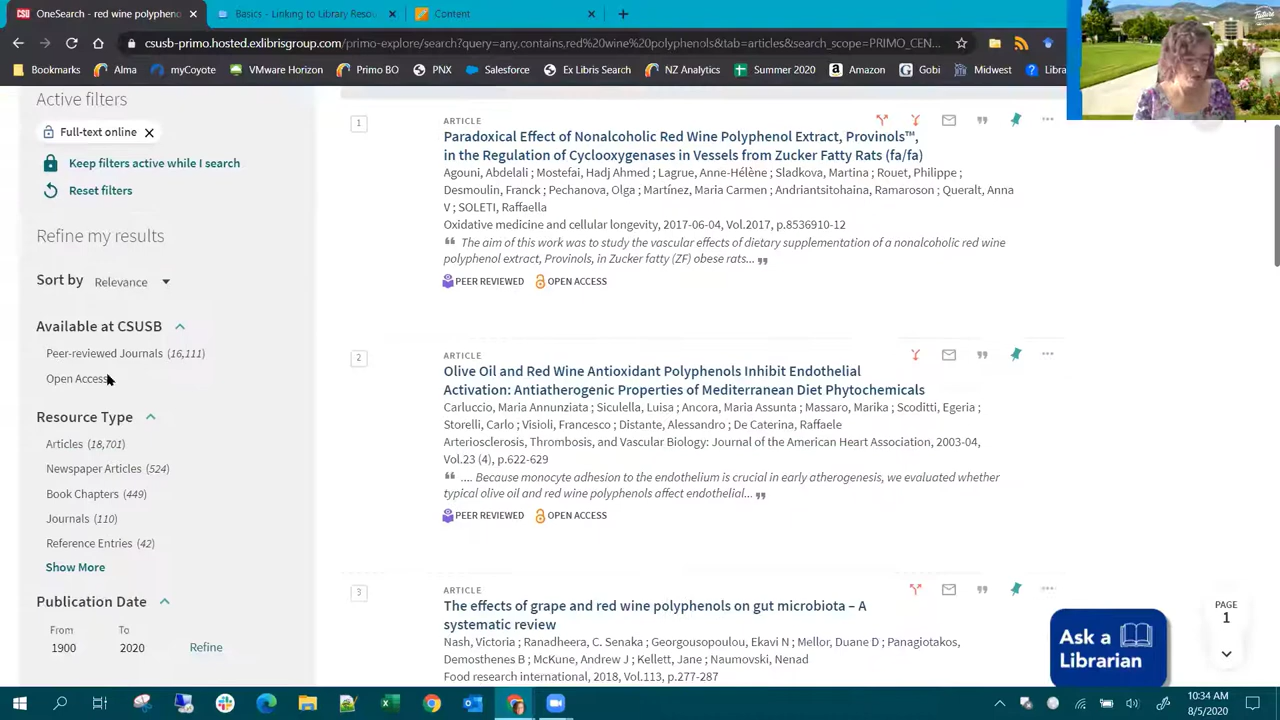 OneSearch - red wine polyphenol
Basics - Linking to Library Resou
Content
csusb-primo.hosted.exlibrisgroup.com/primo-explore/search?query=any,contains,red%20wine%20polyphenols&tab=articles&search_scope=PRIMO_CEN...
Bookmarks Alma myCoyote VMware Horizon Primo BO PNX Salesforce Ex Libris Search NZ Analytics Summer 2020 Amazon Gobi Midwest Libra
Future
Active filters
Full-text online
Keep filters active while I search
Reset filters
Refine my results
Sort by Relevance
Available at CSUSB
Peer-reviewed Journals (16,111)
Open Access
Resource Type
Articles (18,701)
Newspaper Articles (524)
Book Chapters (449)
Journals (110)
Reference Entries (42)
Show More
Publication Date
From To
1900 2020 Refine
1
ARTICLE
Paradoxical Effect of Nonalcoholic Red Wine Polyphenol Extract, Provinols™,
in the Regulation of Cyclooxygenases in Vessels from Zucker Fatty Rats (fa/fa)
Agouni, Abdelali ; Mostefai, Hadj Ahmed ; Lagrue, Anne-Hélène ; Sladkova, Martina ; Rouet, Philippe ;
Desmoulin, Franck ; Pechanova, Olga ; Martínez, Maria Carmen ; Andriantsitohaina, Ramaroson ; Queralt, Anna
V ; SOLETI, Raffaella
Oxidative medicine and cellular longevity, 2017-06-04, Vol.2017, p.8536910-12
❝ The aim of this work was to study the vascular effects of dietary supplementation of a nonalcoholic red wine
polyphenol extract, Provinols, in Zucker fatty (ZF) obese rats... ❞
PEER REVIEWED OPEN ACCESS
2
ARTICLE
Olive Oil and Red Wine Antioxidant Polyphenols Inhibit Endothelial
Activation: Antiatherogenic Properties of Mediterranean Diet Phytochemicals
Carluccio, Maria Annunziata ; Siculella, Luisa ; Ancora, Maria Assunta ; Massaro, Marika ; Scoditti, Egeria ;
Storelli, Carlo ; Visioli, Francesco ; Distante, Alessandro ; De Caterina, Raffaele
Arteriosclerosis, Thrombosis, and Vascular Biology: Journal of the American Heart Association, 2003-04,
Vol.23 (4), p.622-629
❝ .... Because monocyte adhesion to the endothelium is crucial in early atherogenesis, we evaluated whether
typical olive oil and red wine polyphenols affect endothelial... ❞
PEER REVIEWED OPEN ACCESS
3
ARTICLE
The effects of grape and red wine polyphenols on gut microbiota – A
systematic review
Nash, Victoria ; Ranadheera, C. Senaka ; Georgousopoulou, Ekavi N ; Mellor, Duane D ; Panagiotakos,
Demosthenes B ; McKune, Andrew J ; Kellett, Jane ; Naumovski, Nenad
Food research international, 2018, Vol.113, p.277-287
Ask a
Librarian
PAGE
1
10:34 AM
8/5/2020